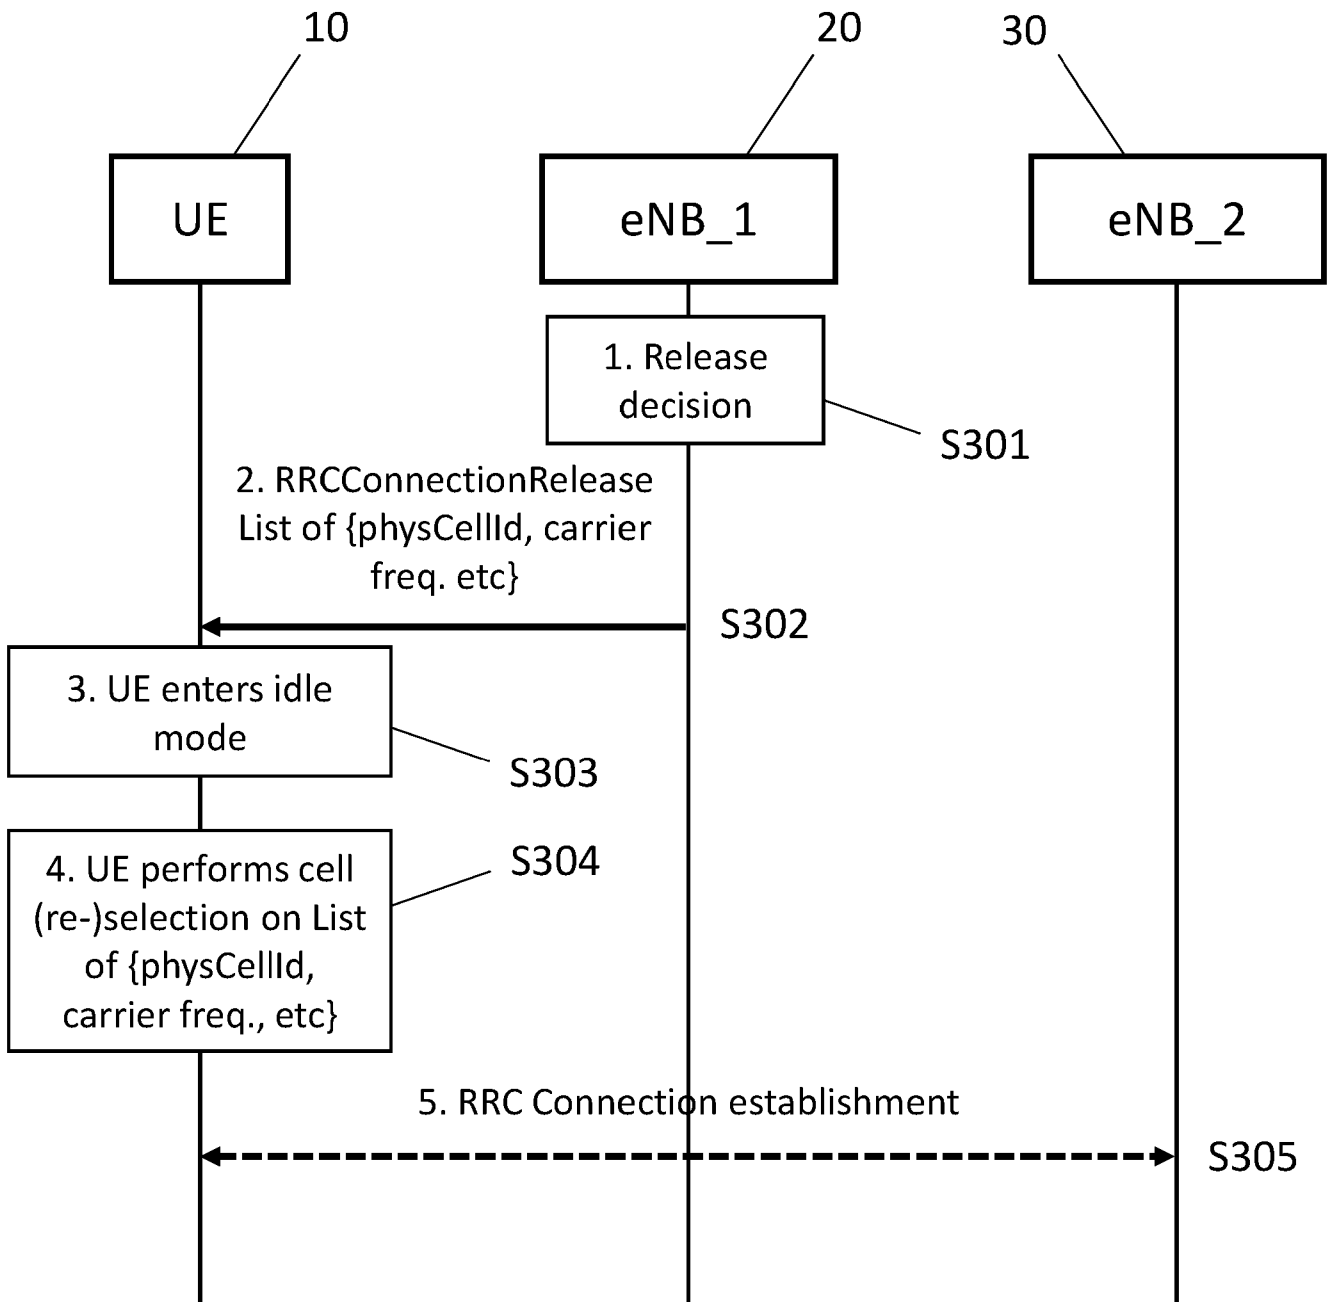 10
20
30
UE
eNB_1
eNB_2
1. Release
decision
S301
2. RRCConnectionRelease
List of {physCellId, carrier
freq. etc}
S302
3. UE enters idle
mode
S303
S304
4. UE performs cell
(re-)selection on List
of {physCellId,
carrier freq., etc}
5. RRC Connection establishment
S305